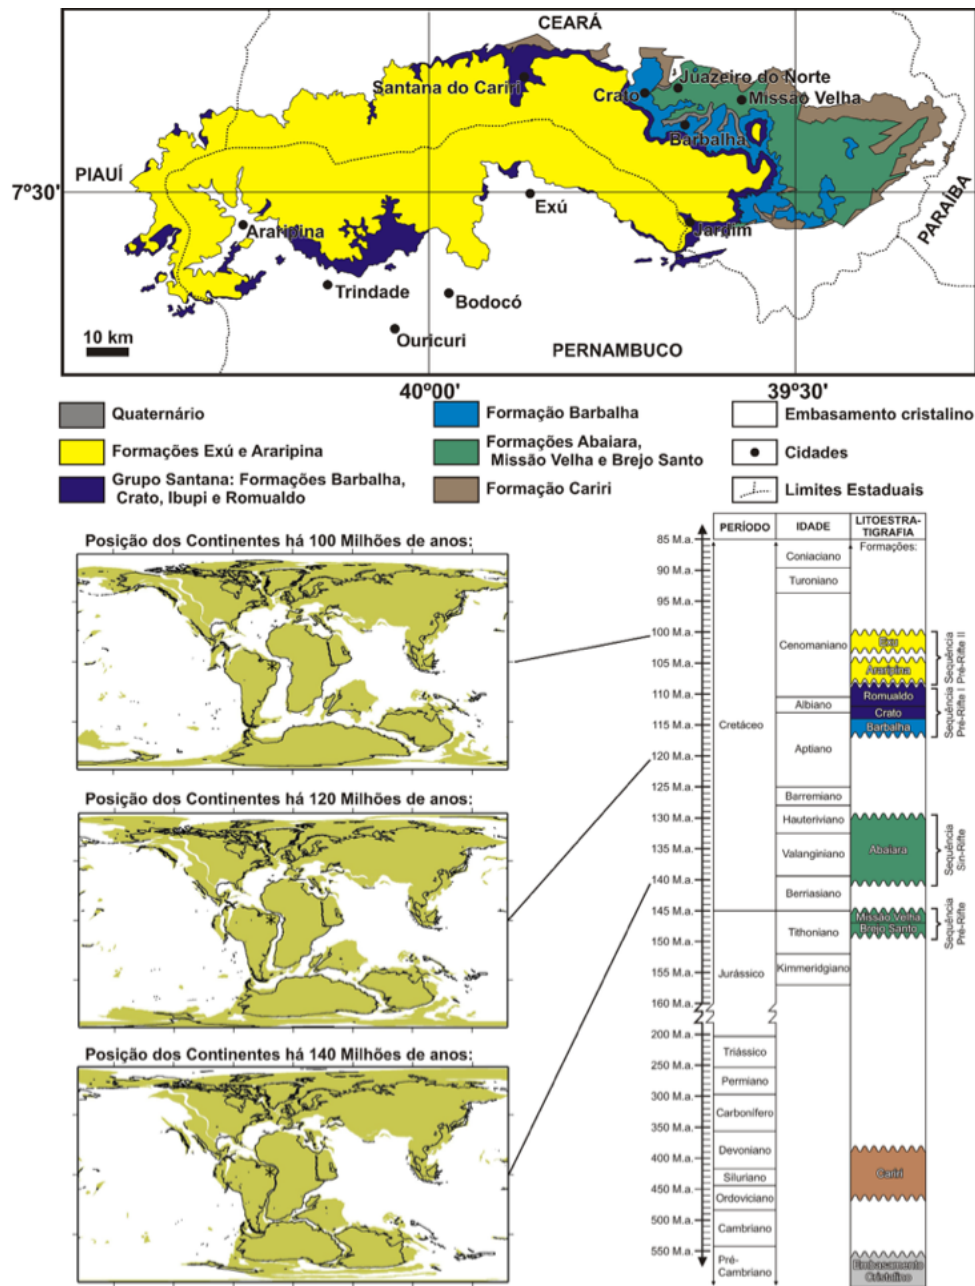 CEARÁ
Santana do Cariri
Crato
Juazeiro do Norte
Missão Velha
Barbalha
PIAUÍ
7°30'
Exú
PARAÍBA
Araripina
Jardim
Trindade
Bodocó
Ouricuri
10 km
PERNAMBUCO
40°00'
39°30'
Quaternário
Formações Exú e Araripina
Grupo Santana: Formações Barbalha,
Crato, Ibupi e Romualdo
Formação Barbalha
Formações Abaiara,
Missão Velha e Brejo Santo
Formação Cariri
Embasamento cristalino
Cidades
Limites Estaduais
Posição dos Continentes há 100 Milhões de anos:
Posição dos Continentes há 120 Milhões de anos:
Posição dos Continentes há 140 Milhões de anos:
PERÍODO
IDADE
LITOESTRA-
TIGRAFIA
Formações:
85 M.a.
90 M.a.
95 M.a.
100 M.a.
105 M.a.
110 M.a.
115 M.a.
120 M.a.
125 M.a.
130 M.a.
135 M.a.
140 M.a.
145 M.a.
150 M.a.
155 M.a.
160 M.a.
200 M.a.
250 M.a.
300 M.a.
350 M.a.
400 M.a.
450 M.a.
500 M.a.
550 M.a.
Cretáceo
Jurássico
Triássico
Permiano
Carbonífero
Devoniano
Siluriano
Ordoviciano
Cambriano
Pré-
Cambriano
Coniaciano
Turoniano
Cenomaniano
Albiano
Aptiano
Barremiano
Hauteriviano
Valanginiano
Berriasiano
Tithoniano
Kimmeridgiano
Exu
Araripina
Romualdo
Crato
Barbalha
Abaiara
Missão Velha
Brejo Santo
Cariri
Embasamento
Cristalino
Sequência
Pré-Rifte II
Sequência
Pré-Rifte I
Sequência
Sin-Rifte
Sequência
Pré-Rifte